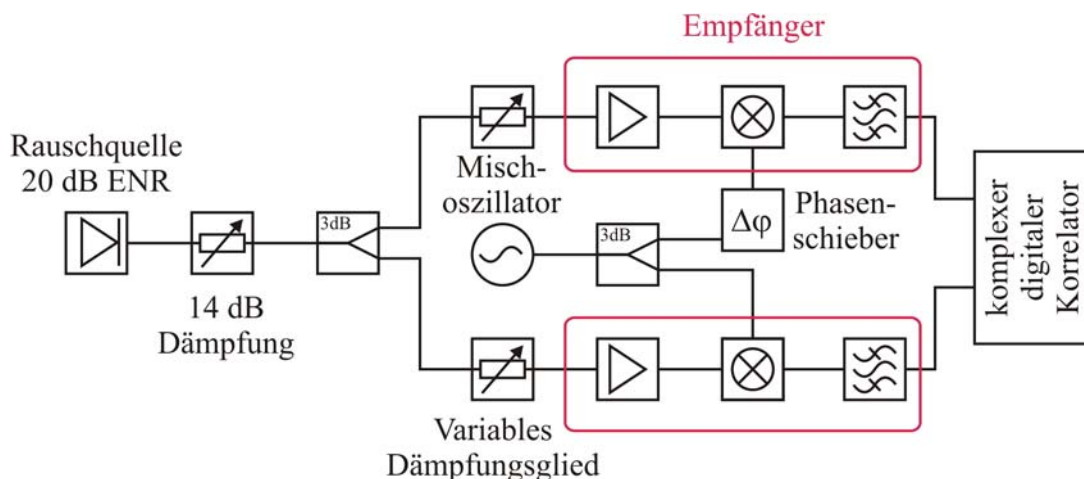 Empfänger
Rauschquelle
20 dB ENR
3dB
14 dB
Dämpfung
Misch-
oszillator
3dB
Δφ
Phasen-
schieber
Variables
Dämpfungsglied
komplexer
digitaler
Korrelator